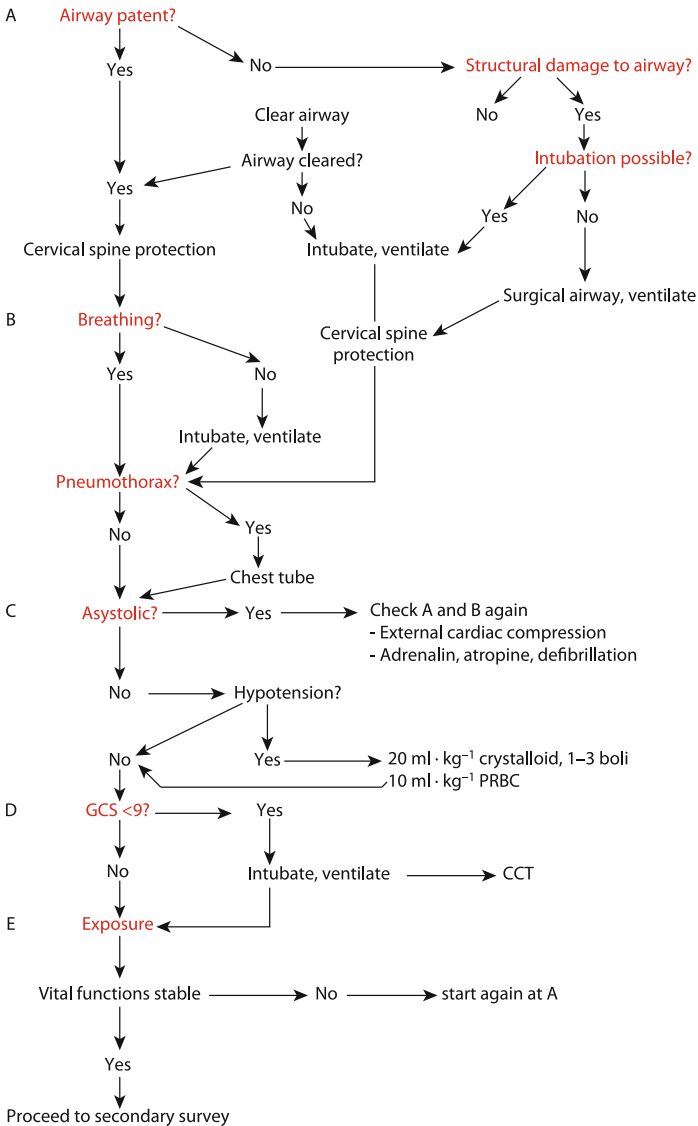 A
Airway patent?
Yes
No
Structural damage to airway?
No
Yes
Clear airway
Airway cleared?
Intubation possible?
Yes
No
Yes
No
Cervical spine protection
Intubate, ventilate
Surgical airway, ventilate
B
Breathing?
Cervical spine
protection
Yes
No
Intubate, ventilate
Pneumothorax?
No
Yes
Chest tube
C
Asystolic?
Yes
Check A and B again
- External cardiac compression
- Adrenalin, atropine, defibrillation
No
Hypotension?
No
Yes
20 ml · kg⁻¹ crystalloid, 1–3 boli
10 ml · kg⁻¹ PRBC
D
GCS <9?
Yes
No
Intubate, ventilate
CCT
E
Exposure
Vital functions stable
No
start again at A
Yes
Proceed to secondary survey